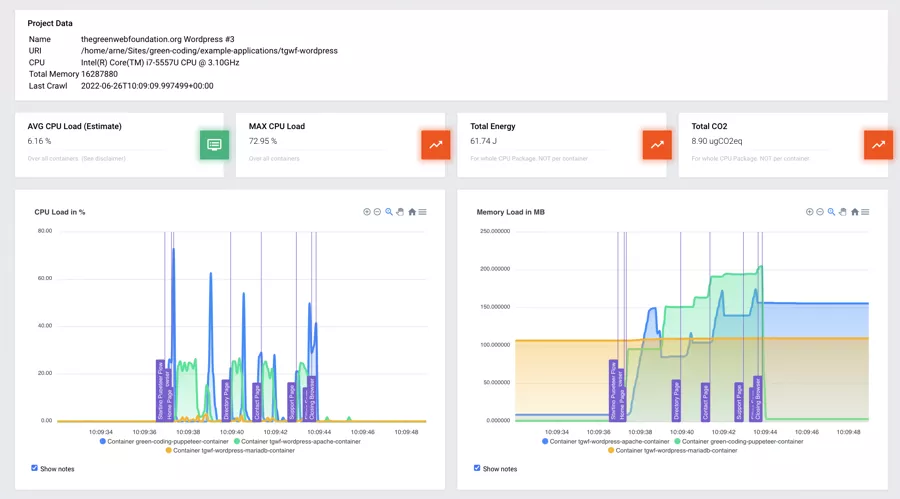 Project Data
Name thegreenwebfoundation.org Wordpress #3
URI /home/arne/Sites/green-coding/example-applications/tgwf-wordpress
CPU Intel(R) Core(TM) i7-5557U CPU @ 3.10GHz
Total Memory 16287880
Last Crawl 2022-06-26T10:09:09.997499+00:00
AVG CPU Load (Estimate)
6.16 %
Over all containers. (See disclaimer)
MAX CPU Load
72.95 %
Over all containers
Total Energy
61.74 J
For whole CPU Package. NOT per container
Total CO2
8.90 ugCO2eq
For whole CPU Package. NOT per container
CPU Load in %
80.00
60.00
40.00
20.00
0.00
Starting Pupeteer Flow
Home Page
Directory Page
Contact Page
Support Page
Closing Browser
10:09:34 10:09:36 10:09:38 10:09:40 10:09:42 10:09:44 10:09:46 10:09:48
Container green-coding-puppeteer-container Container tgwf-wordpress-apache-container
Container tgwf-wordpress-mariadb-container
Show notes
Memory Load in MB
250.000000
200.000000
150.000000
100.000000
50.000000
0.000000
Starting Pupeteer Flow
Home Page
Directory Page
Contact Page
Support Page
Closing Browser
10:09:34 10:09:36 10:09:38 10:09:40 10:09:42 10:09:44 10:09:46 10:09:48
Container tgwf-wordpress-apache-container Container green-coding-puppeteer-container
Container tgwf-wordpress-mariadb-container
Show notes